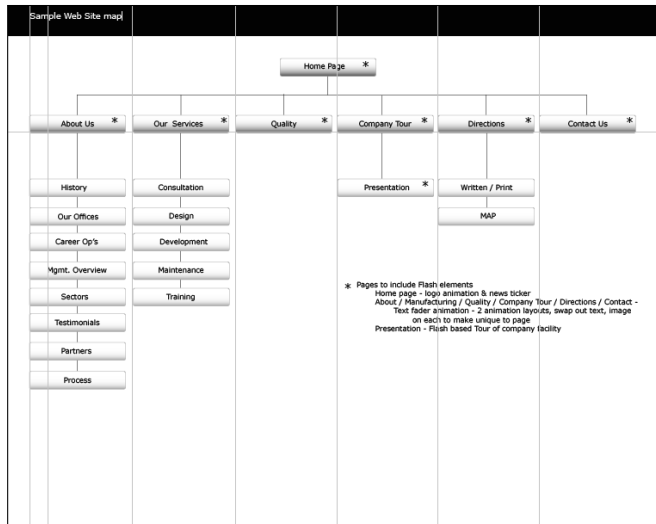 Sample Web Site map
Home Page *
About Us * Our Services * Quality * Company Tour * Directions * Contact Us *
History Consultation Presentation * Written / Print
Our Offices Design MAP
Career Op's Development
Mgmt. Overview Maintenance
Sectors Training
Testimonials
Partners
Process
* Pages to include Flash elements
Home page - logo animation & news ticker
About / Manufacturing / Quality / Company Tour / Directions / Contact -
Text fader animation - 2 animation layouts, swap out text, image
on each to make unique to page
Presentation - Flash based Tour of company facility